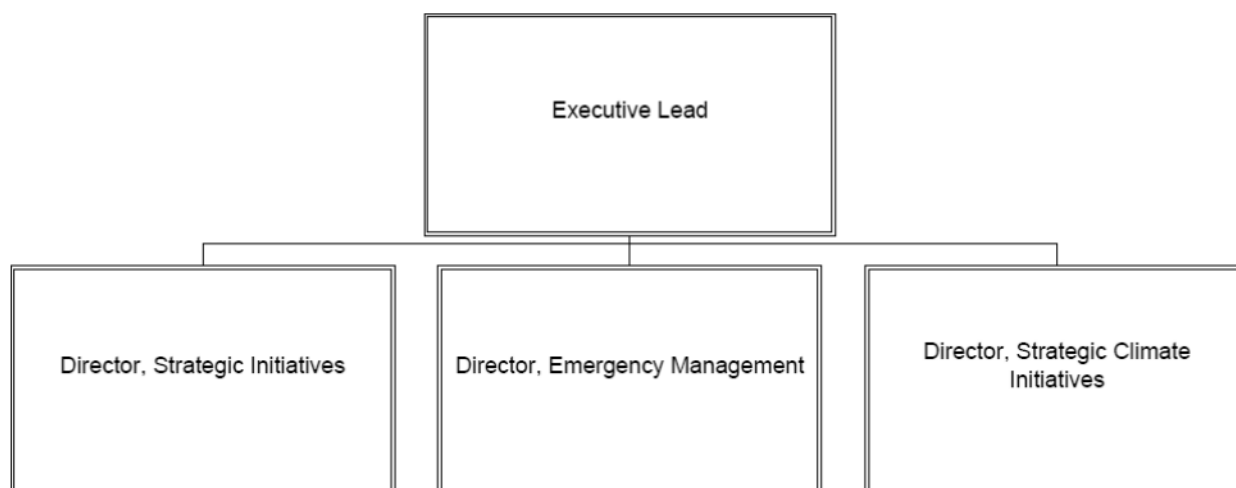 Executive Lead
Director, Strategic Initiatives
Director, Emergency Management
Director, Strategic Climate
Initiatives